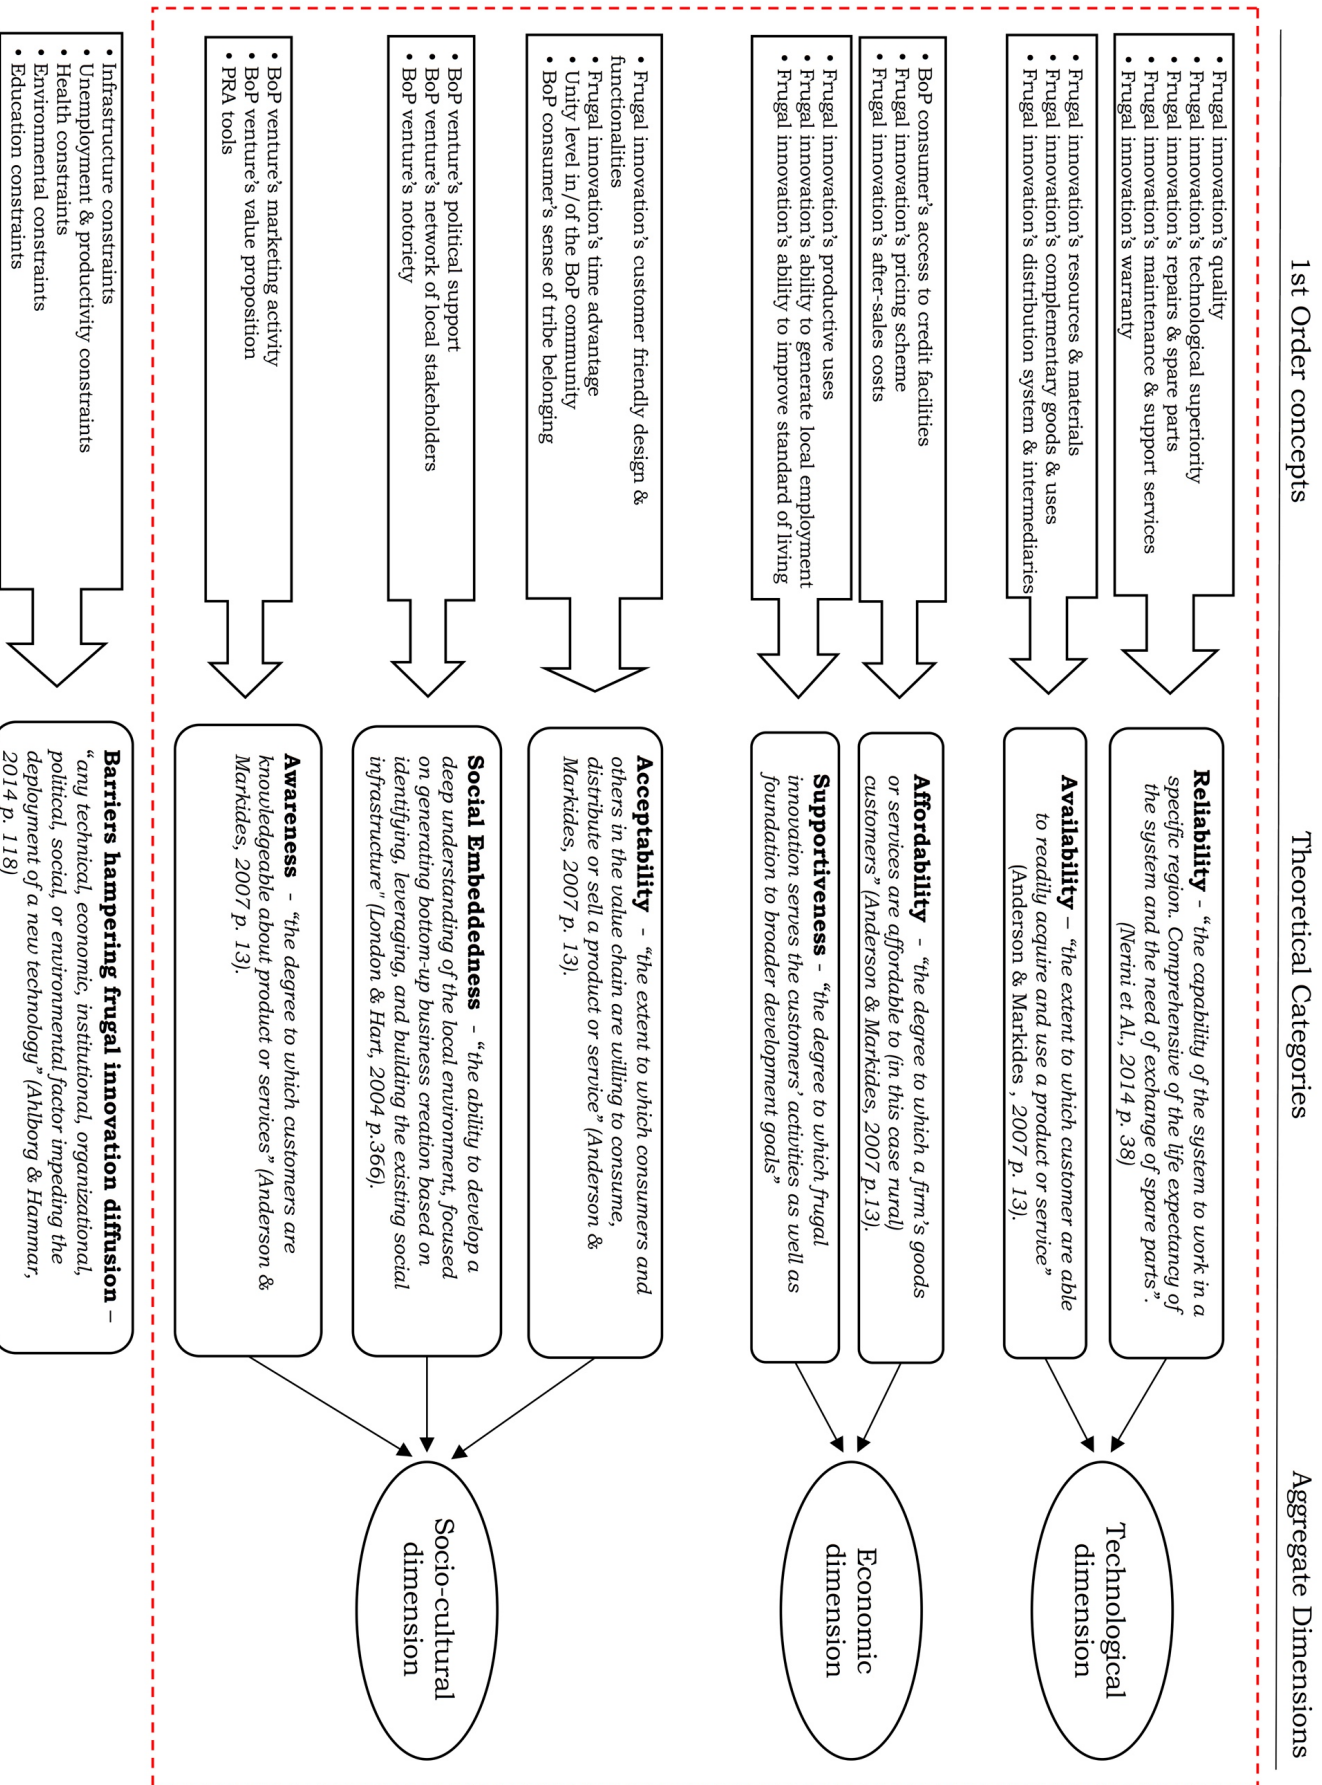 1st Order concepts
Theoretical Categories
Aggregate Dimensions
• Frugal innovation's quality
• Frugal innovation's technological superiority
• Frugal innovation's repairs & spare parts
• Frugal innovation's maintenance & support services
• Frugal innovation's warranty
Reliability - "the capability of the system to work in a
specific region. Comprehensive of the life expectancy of
the system and the need of exchange of spare parts".
(Nerini et Al., 2014 p. 38)
• Frugal innovation's resources & materials
• Frugal innovation's complementary goods & uses
• Frugal innovation's distribution system & intermediaries
Availability – "the extent to which customer are able
to readily acquire and use a product or service"
(Anderson & Markides , 2007 p. 13).
Technological
dimension
• BoP consumer's access to credit facilities
• Frugal innovation's pricing scheme
• Frugal innovation's after-sales costs
Affordability - "the degree to which a firm's goods
or services are affordable to (in this case rural)
customers" (Anderson & Markides, 2007 p.13).
• Frugal innovation's productive uses
• Frugal innovation's ability to generate local employment
• Frugal innovation's ability to improve standard of living
Supportiveness - "the degree to which frugal
innovation serves the customers' activities as well as
foundation to broader development goals"
Economic
dimension
• Frugal innovation's customer friendly design &
functionalities
• Frugal innovation's time advantage
• Unity level in/of the BoP community
• BoP consumer's sense of tribe belonging
Acceptability - "the extent to which consumers and
others in the value chain are willing to consume,
distribute or sell a product or service" (Anderson &
Markides, 2007 p. 13).
• BoP venture's political support
• BoP venture's network of local stakeholders
• BoP venture's notoriety
Social Embeddedness - "the ability to develop a
deep understanding of the local environment, focused
on generating bottom-up business creation based on
identifying, leveraging, and building the existing social
infrastructure" (London & Hart, 2004 p.366).
• BoP venture's marketing activity
• BoP venture's value proposition
• PRA tools
Awareness - "the degree to which customers are
knowledgeable about product or services" (Anderson &
Markides, 2007 p. 13).
Socio-cultural
dimension
• Infrastructure constraints
• Unemployment & productivity constraints
• Health constraints
• Environmental constraints
• Education constraints
Barriers hampering frugal innovation diffusion –
"any technical, economic, institutional, organizational,
political, social, or environmental factor impeding the
deployment of a new technology" (Ahlborg & Hammar,
2014 p. 118)